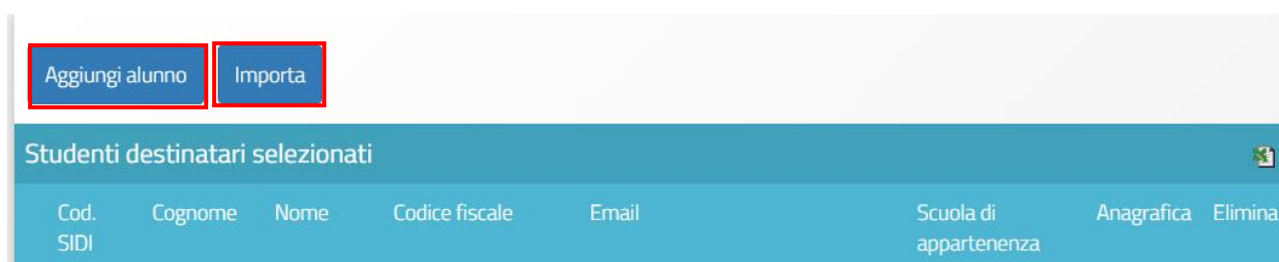 Aggiungi alunno Importa
Studenti destinatari selezionati
Cod. SIDI Cognome Nome Codice fiscale Email Scuola di appartenenza Anagrafica Elimina